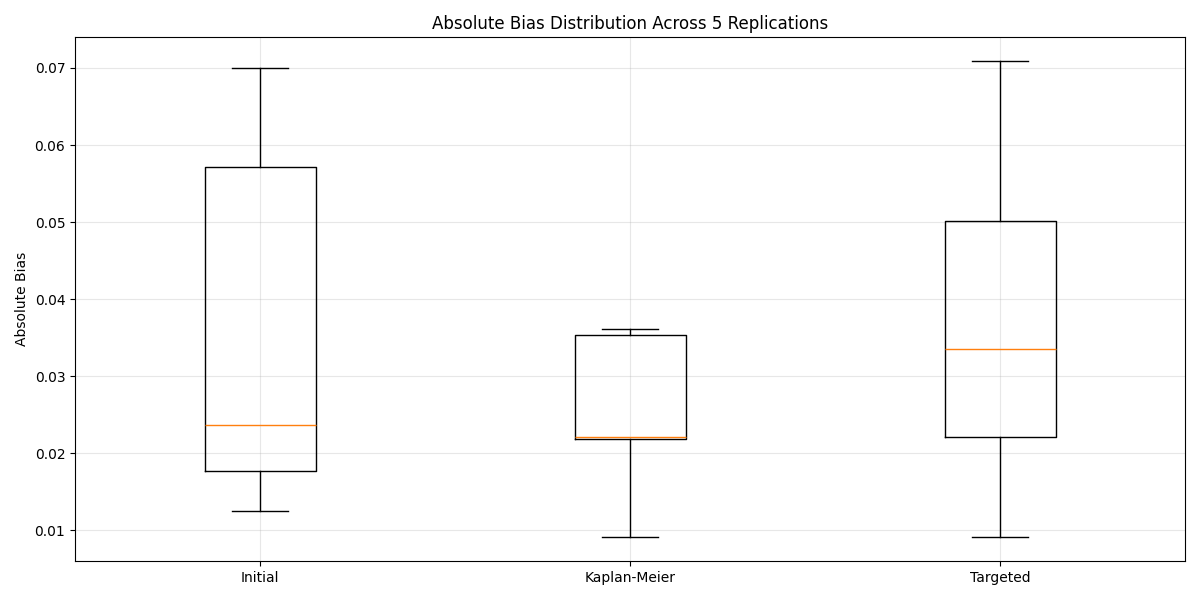 Absolute Bias Distribution Across 5 Replications
Absolute Bias
0.07
0.06
0.05
0.04
0.03
0.02
0.01
Initial
Kaplan-Meier
Targeted